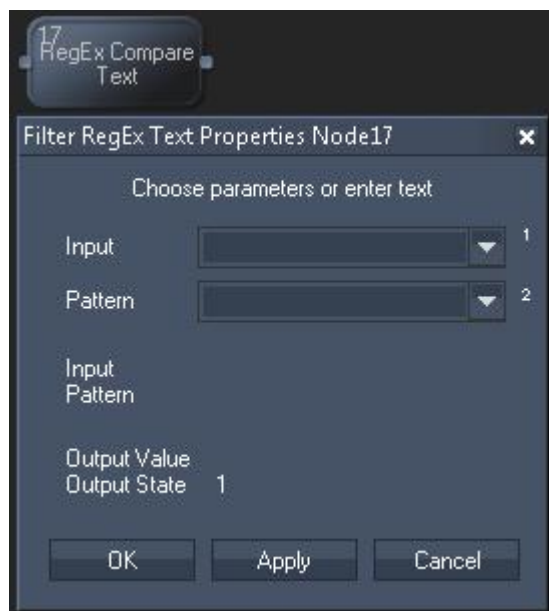 17
RegEx Compare
Text
Filter RegEx Text Properties Node17
Choose parameters or enter text
Input 1
Pattern 2
Input
Pattern
Output Value
Output State 1
OK Apply Cancel